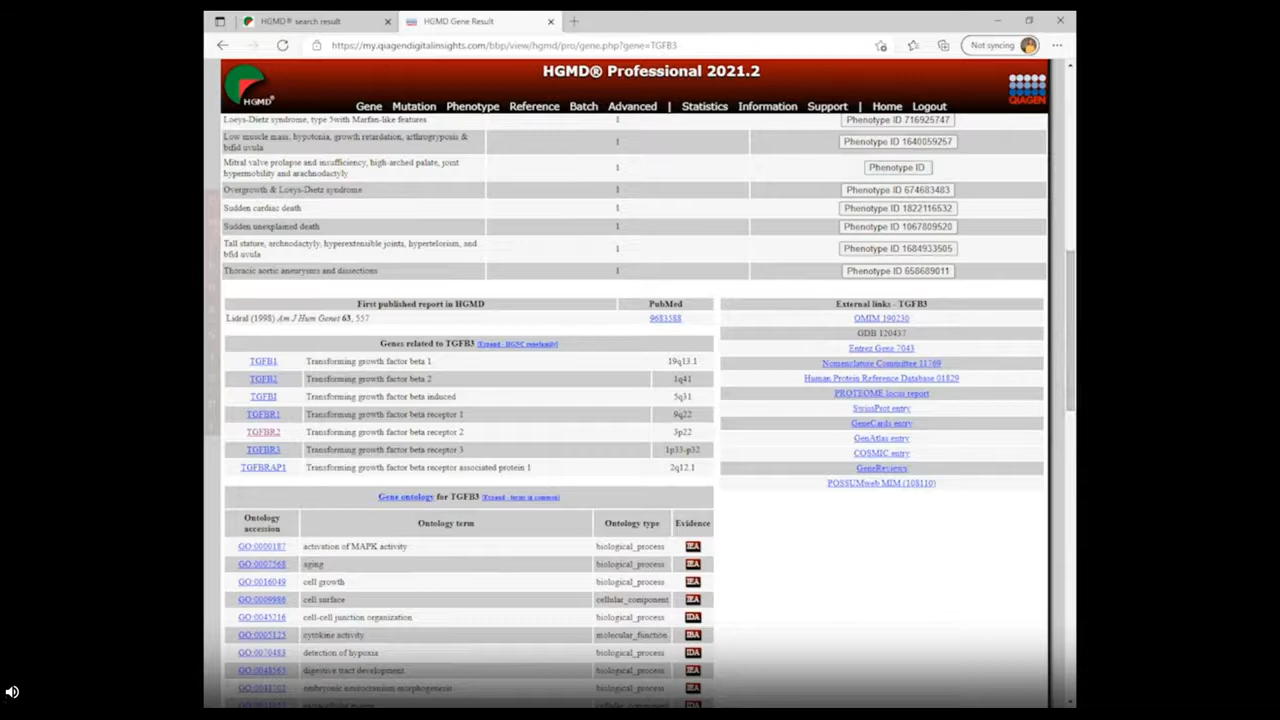 HGMD® search result
HGMD Gene Result
https://my.qiagendigitalinsights.com/bbp/view/hgmd/pro/gene.php?gene=TGFB3
Not syncing
HGMD® Professional 2021.2
HGMD®
QIAGEN
Gene Mutation Phenotype Reference Batch Advanced | Statistics Information Support | Home Logout
Loeys-Dietz syndrome, type 5with Marfan-like features 1 Phenotype ID 716925747
Low muscle mass, hypotonia, growth retardation, arthrogryposis &
bifid uvula 1 Phenotype ID 1640059257
Mitral valve prolapse and insufficiency, high-arched palate, joint
hypermobility and arachnodactyly 1 Phenotype ID
Overgrowth & Loeys-Dietz syndrome 1 Phenotype ID 674683483
Sudden cardiac death 1 Phenotype ID 1822116532
Sudden unexplained death 1 Phenotype ID 1067809520
Tall stature, archnodactyly, hyperextensible joints, hypertelorism, and
bfid uvula 1 Phenotype ID 1684933505
Thoracic aortic aneurysms and dissections 1 Phenotype ID 658689011
First published report in HGMD PubMed
Lidral (1998) Am J Hum Genet 63, 557 9683588
Genes related to TGFB3 [Expand - HGNC genefamily]
TGFB1 Transforming growth factor beta 1 19q13.1
TGFB2 Transforming growth factor beta 2 1q41
TGFBI Transforming growth factor beta induced 5q31
TGFBR1 Transforming growth factor beta receptor 1 9q22
TGFBR2 Transforming growth factor beta receptor 2 3p22
TGFBR3 Transforming growth factor beta receptor 3 1p33-p32
TGFBRAP1 Transforming growth factor beta receptor associated protein 1 2q12.1
External links - TGFB3
OMIM 190230
GDB 120437
Entrez Gene 7043
Nomenclature Committee 11769
Human Protein Reference Database 01829
PROTEOME locus report
SwissProt entry
GeneCards entry
GenAtlas entry
COSMIC entry
GeneReviews
POSSUMweb MIM (108110)
Gene ontology for TGFB3 [Expand - terms in common]
Ontology accession Ontology term Ontology type Evidence
GO:0000187 activation of MAPK activity biological_process IEA
GO:0007568 aging biological_process IEA
GO:0016049 cell growth biological_process IEA
GO:0009986 cell surface cellular_component IEA
GO:0045216 cell-cell junction organization biological_process IDA
GO:0005125 cytokine activity molecular_function IBA
GO:0070483 detection of hypoxia biological_process IDA
GO:0048565 digestive tract development biological_process IEA
embryonic neurocranium morphogenesis biological_process IEA